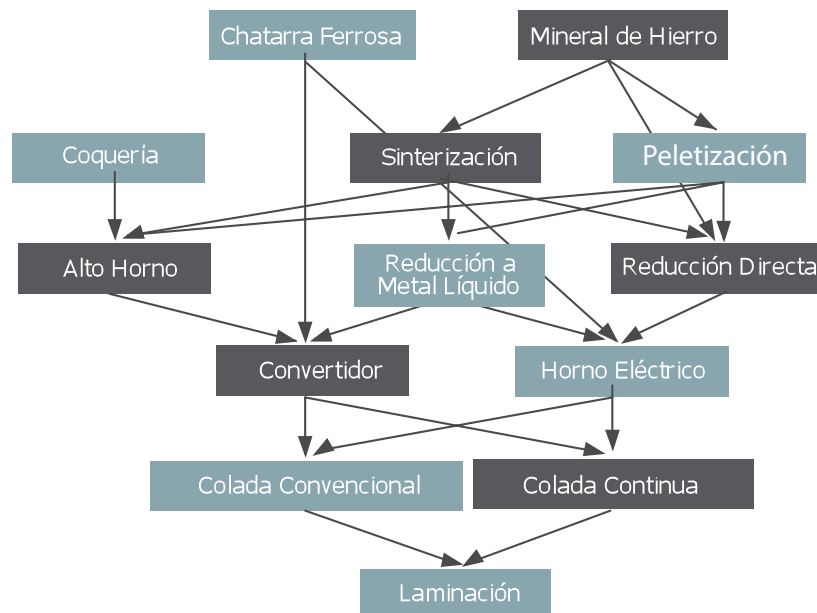 Chatarra Ferrosa
Mineral de Hierro
Coquería
Sinterización
Peletización
Alto Horno
Reducción a
Metal Líquido
Reducción Directa
Convertidor
Horno Eléctrico
Colada Convencional
Colada Continua
Laminación